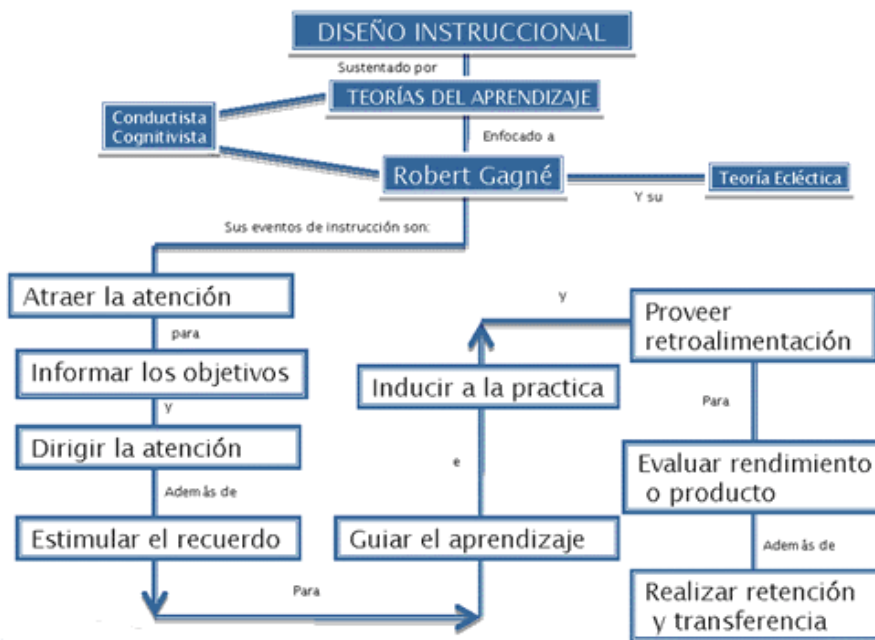 DISEÑO INSTRUCCIONAL
Sustentado por
TEORÍAS DEL APRENDIZAJE
Conductista
Cognitivista
Enfocado a
Robert Gagné
Y su
Teoría Ecléctica
Sus eventos de instrucción son:
Atraer la atención
para
Informar los objetivos
y
Dirigir la atención
Además de
Estimular el recuerdo
Para
Guiar el aprendizaje
e
Inducir a la practica
y
Proveer
retroalimentación
Para
Evaluar rendimiento
o producto
Además de
Realizar retención
y transferencia